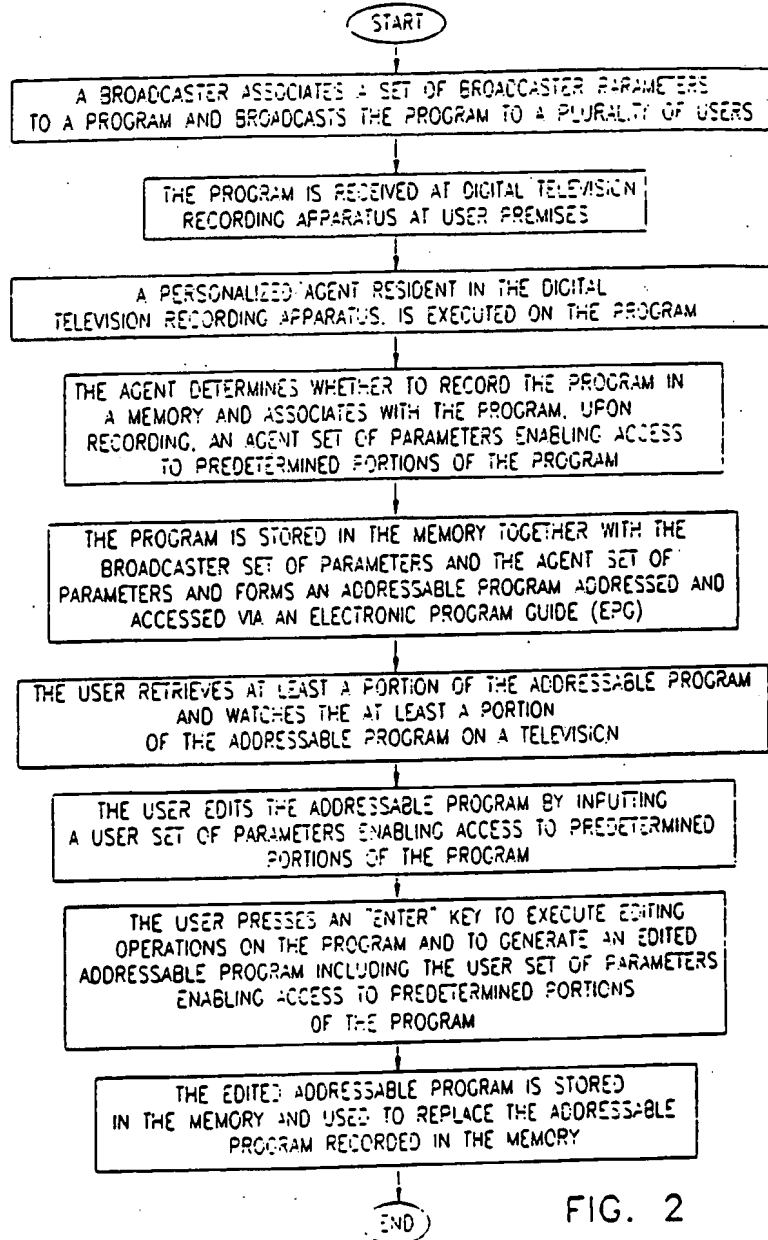 START
A BROADCASTER ASSOCIATES A SET OF BROADCASTER PARAMETERS
TO A PROGRAM AND BROADCASTS THE PROGRAM TO A PLURALITY OF USERS
THE PROGRAM IS RECEIVED AT DIGITAL TELEVISION
RECORDING APPARATUS AT USER PREMISES
A PERSONALIZED AGENT RESIDENT IN THE DIGITAL
TELEVISION RECORDING APPARATUS, IS EXECUTED ON THE PROGRAM
THE AGENT DETERMINES WHETHER TO RECORD THE PROGRAM IN
A MEMORY AND ASSOCIATES WITH THE PROGRAM, UPON
RECORDING, AN AGENT SET OF PARAMETERS ENABLING ACCESS
TO PREDETERMINED PORTIONS OF THE PROGRAM
THE PROGRAM IS STORED IN THE MEMORY TOGETHER WITH THE
BROADCASTER SET OF PARAMETERS AND THE AGENT SET OF
PARAMETERS AND FORMS AN ADDRESSABLE PROGRAM ADDRESSED AND
ACCESSED VIA AN ELECTRONIC PROGRAM GUIDE (EPG)
THE USER RETRIEVES AT LEAST A PORTION OF THE ADDRESSABLE PROGRAM
AND WATCHES THE AT LEAST A PORTION
OF THE ADDRESSABLE PROGRAM ON A TELEVISION
THE USER EDITS THE ADDRESSABLE PROGRAM BY INPUTTING
A USER SET OF PARAMETERS ENABLING ACCESS TO PREDETERMINED
PORTIONS OF THE PROGRAM
THE USER PRESSES AN "ENTER" KEY TO EXECUTE EDITING
OPERATIONS ON THE PROGRAM AND TO GENERATE AN EDITED
ADDRESSABLE PROGRAM INCLUDING THE USER SET OF PARAMETERS
ENABLING ACCESS TO PREDETERMINED PORTIONS
OF THE PROGRAM
THE EDITED ADDRESSABLE PROGRAM IS STORED
IN THE MEMORY AND USED TO REPLACE THE ADDRESSABLE
PROGRAM RECORDED IN THE MEMORY
END
FIG. 2